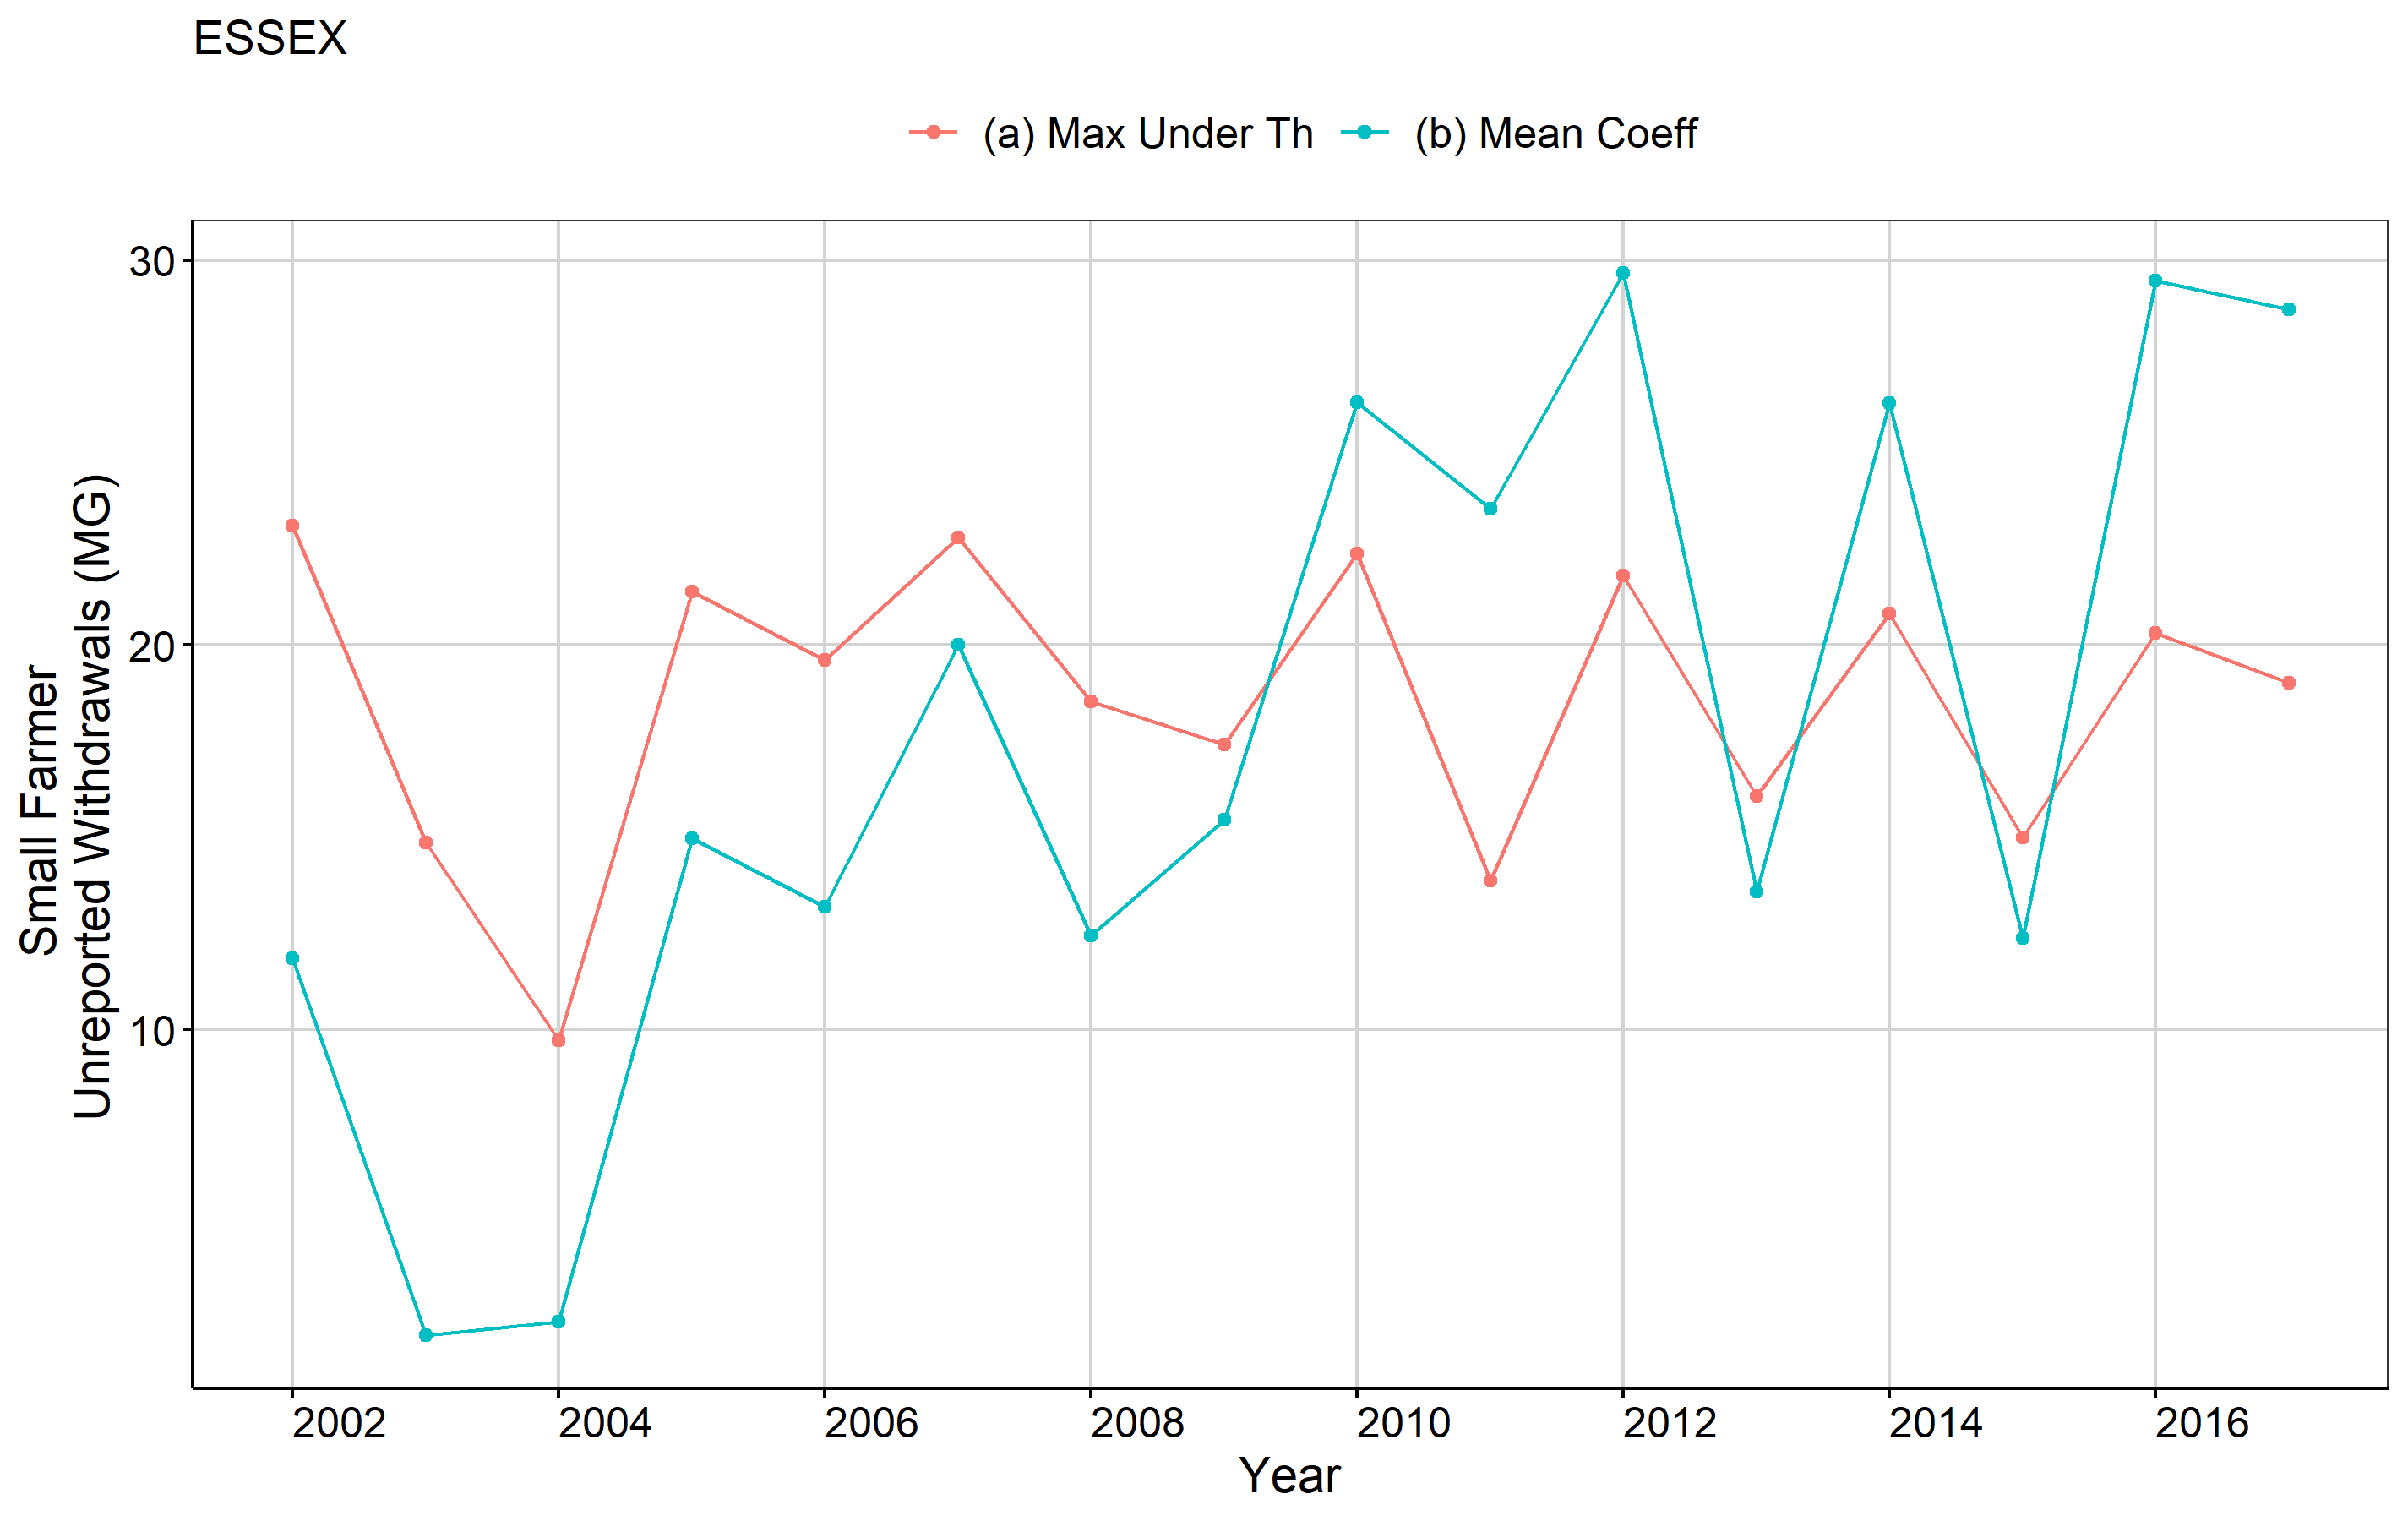 ESSEX
(a) Max Under Th (b) Mean Coeff
Small Farmer
Unreported Withdrawals (MG)
30
20
10
2002 2004 2006 2008 2010 2012 2014 2016
Year